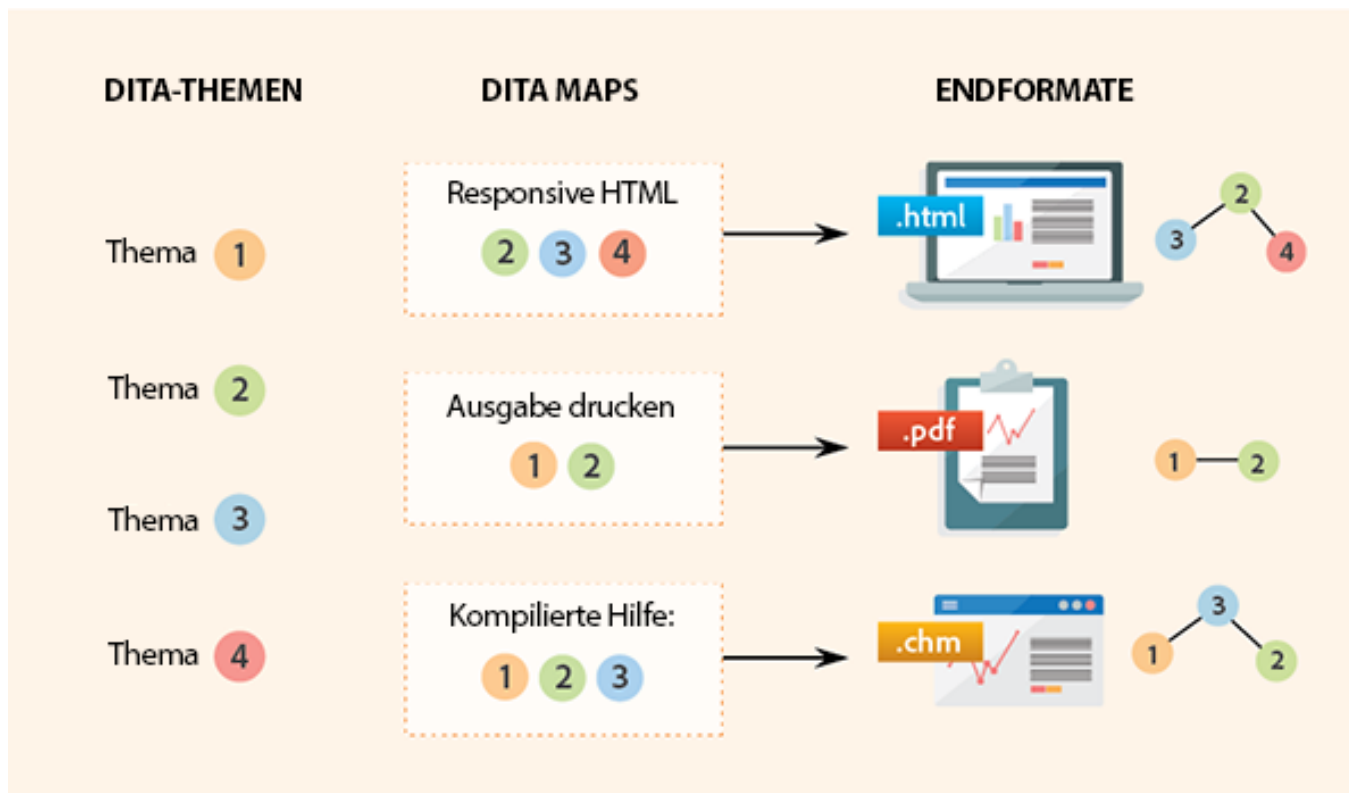 DITA-THEMEN
Thema 1
Thema 2
Thema 3
Thema 4
DITA MAPS
Responsive HTML
2 3 4
Ausgabe drucken
1 2
Kompilierte Hilfe:
1 2 3
ENDFORMATE
.html
2
3
4
.pdf
1 2
.chm
3
1
2